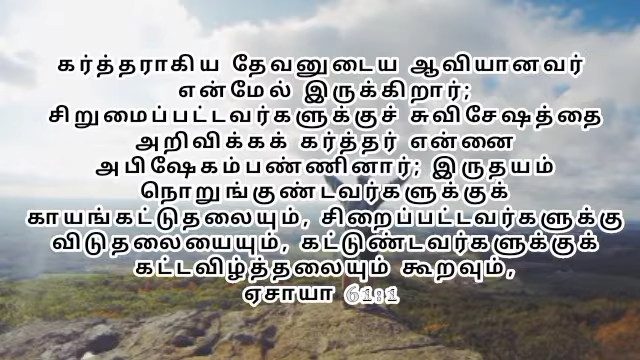 கர்த்தராகிய தேவனுடைய ஆவியானவர்
என்மேல் இருக்கிறார்;
சிறுமைப்பட்டவர்களுக்குச் சுவிசேஷத்தை
அறிவிக்கக் கர்த்தர் என்னை
அபிஷேகம்பண்ணினார்; இருதயம்
நொறுங்குண்டவர்களுக்குக்
காயங்கட்டுதலையும், சிறைப்பட்டவர்களுக்கு
விடுதலையையும், கட்டுண்டவர்களுக்குக்
கட்டவிழ்த்தலையும் கூறவும்,
ஏசாயா 61:1